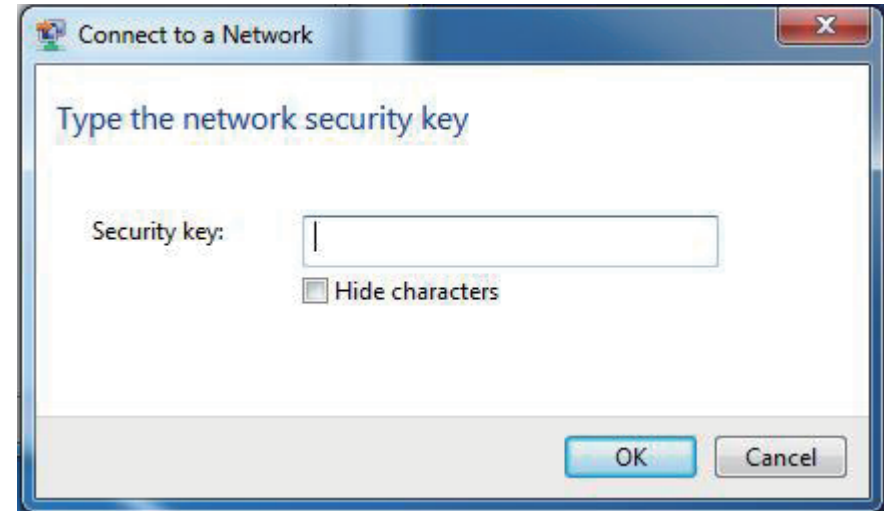 Connect to a Network
Type the network security key
Security key:
Hide characters
OK Cancel